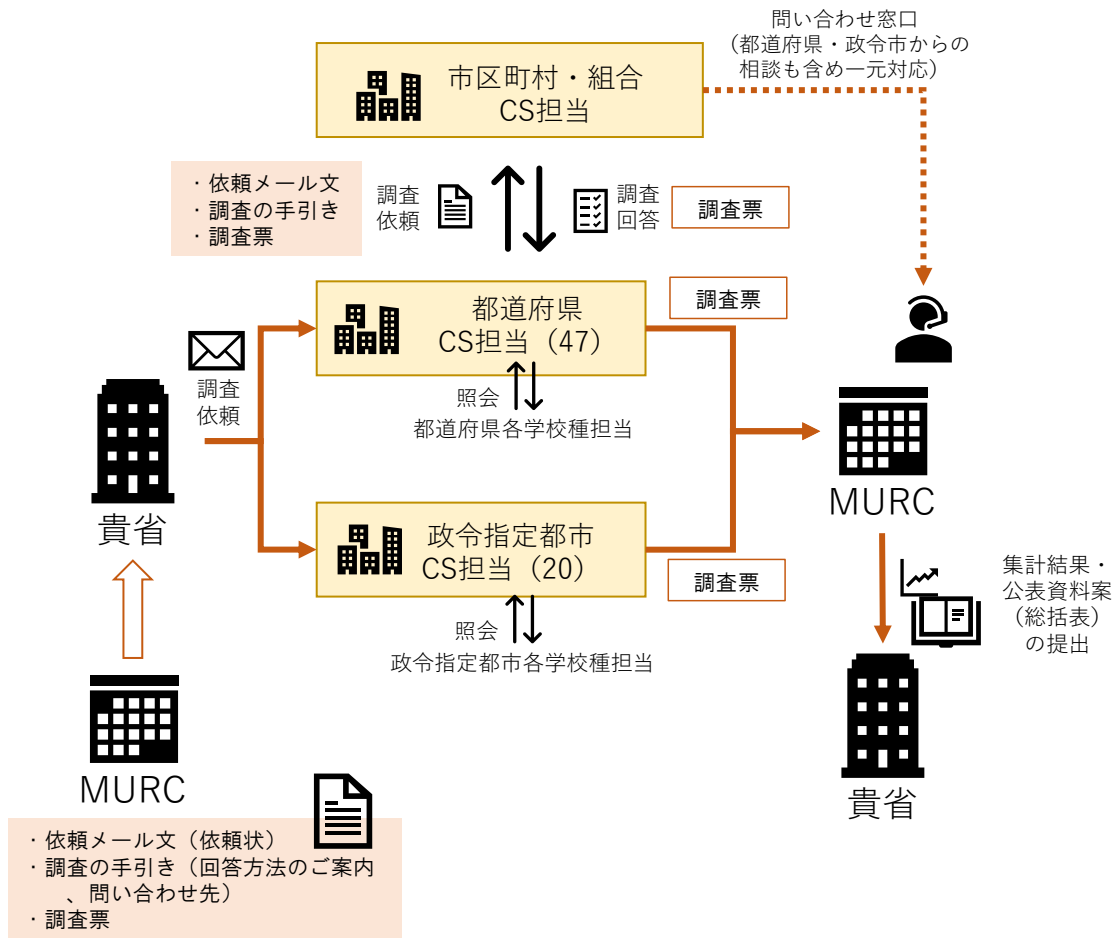 問い合わせ窓口
（都道府県・政令市からの
相談も含め一元対応）
市区町村・組合
CS担当
・依頼メール文
・調査の手引き
・調査票
調査
依頼
調査
回答
調査票
都道府県
CS担当（47）
調査票
調査
依頼
照会
都道府県各学校種担当
貴省
MURC
政令指定都市
CS担当（20）
調査票
照会
政令指定都市各学校種担当
集計結果・
公表資料案
（総括表）
の提出
MURC
貴省
・依頼メール文（依頼状）
・調査の手引き（回答方法のご案内
、問い合わせ先）
・調査票